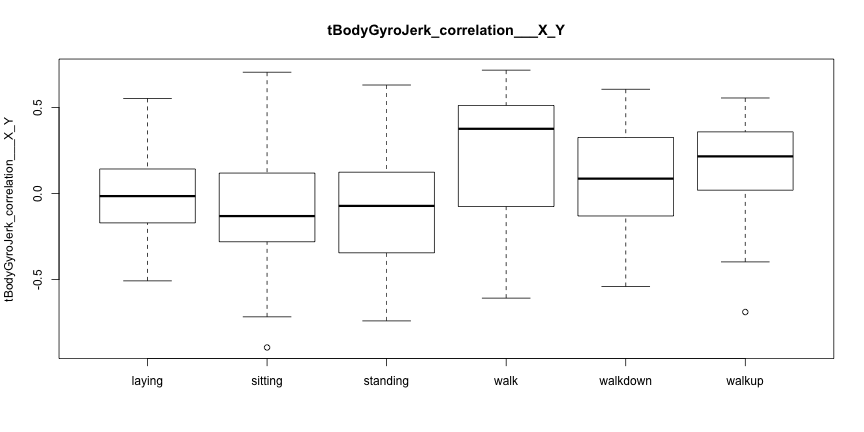 tBodyGyroJerk_correlation___X_Y
tBodyGyroJerk_correlation___X_Y
0.5
0.0
-0.5
laying sitting standing walk walkdown walkup